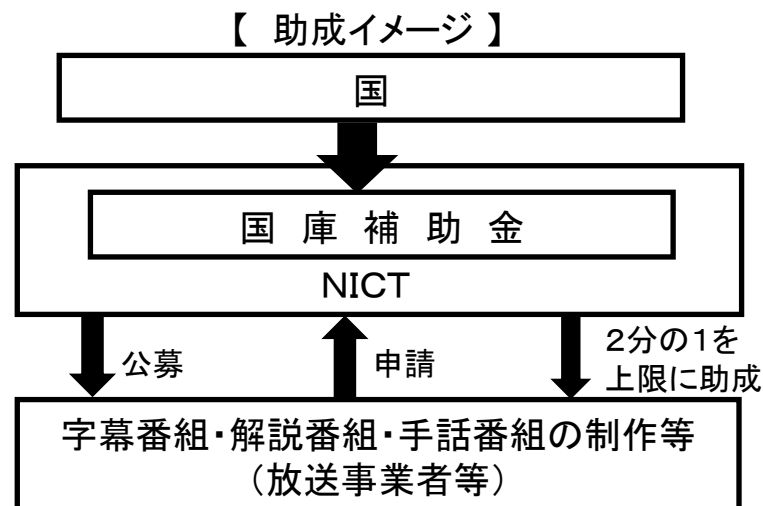 【 助成イメージ 】
国
国 庫 補 助 金
NICT
公募
申請
2分の1を
上限に助成
字幕番組・解説番組・手話番組の制作等
（放送事業者等）